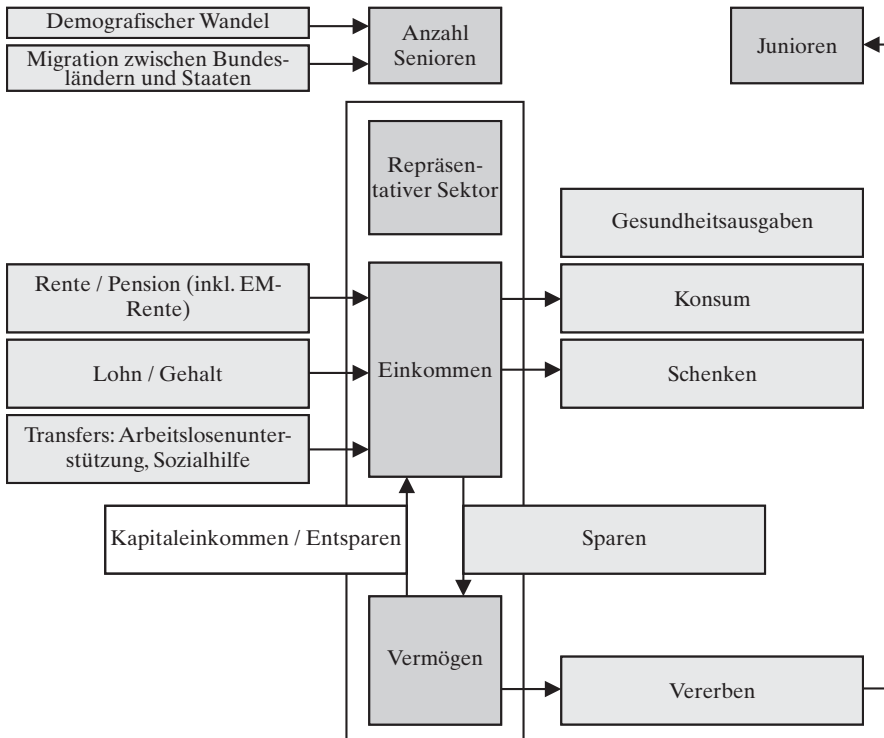 Demografischer Wandel
Anzahl
Senioren
Junioren
Migration zwischen Bundes-
ländern und Staaten
Repräsen-
tativer Sektor
Gesundheitsausgaben
Rente / Pension (inkl. EM-
Rente)
Konsum
Lohn / Gehalt
Einkommen
Schenken
Transfers: Arbeitslosenunter-
stützung, Sozialhilfe
Kapitaleinkommen / Entsparen
Sparen
Vermögen
Vererben